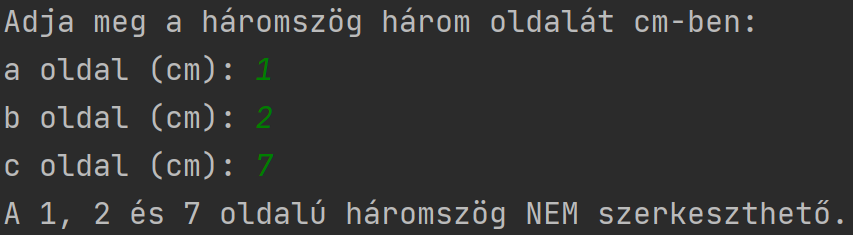 Adja meg a háromszög három oldalát cm-ben:
a oldal (cm): 1
b oldal (cm): 2
c oldal (cm): 7
A 1, 2 és 7 oldalú háromszög NEM szerkeszthető.